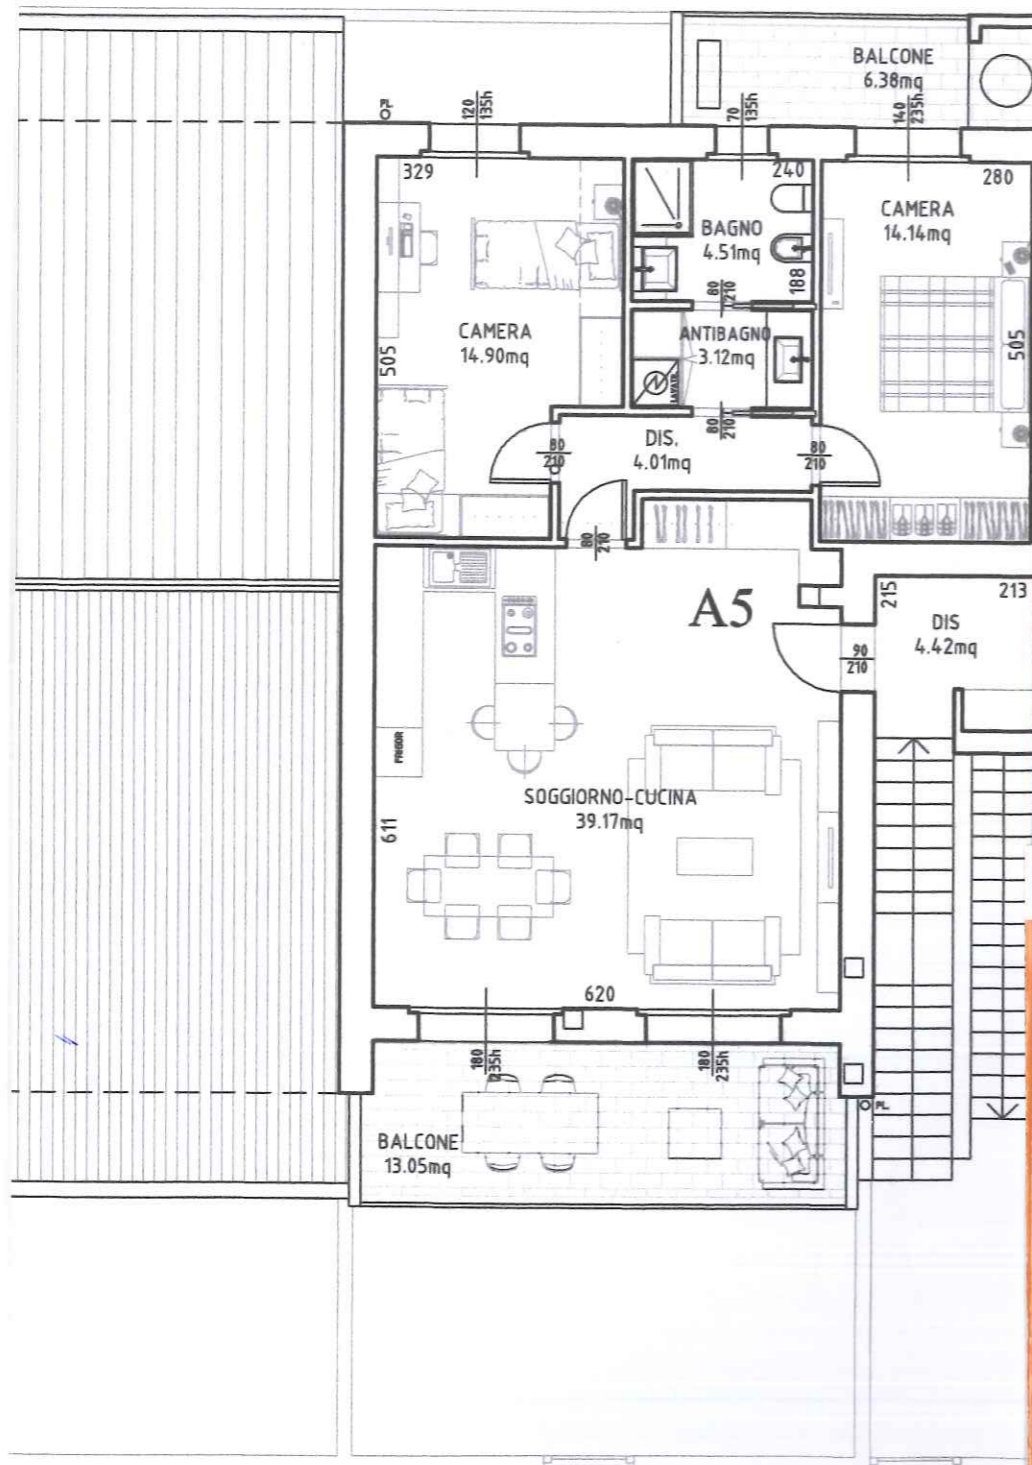 BALCONE
6.38mq
120
135h
70
135h
140
235h
329
240
280
CAMERA
14.14mq
BAGNO
4.51mq
188
80
210
CAMERA
14.90mq
505
ANTIBAGNO
3.12mq
LAVATR.
505
80
210
DIS.
4.01mq
80
210
80
210
80
210
A5
215
213
DIS
4.42mq
90
210
FRIGOR
SOGGIORNO-CUCINA
39.17mq
611
620
180
235h
180
235h
PL.
BALCONE
13.05mq